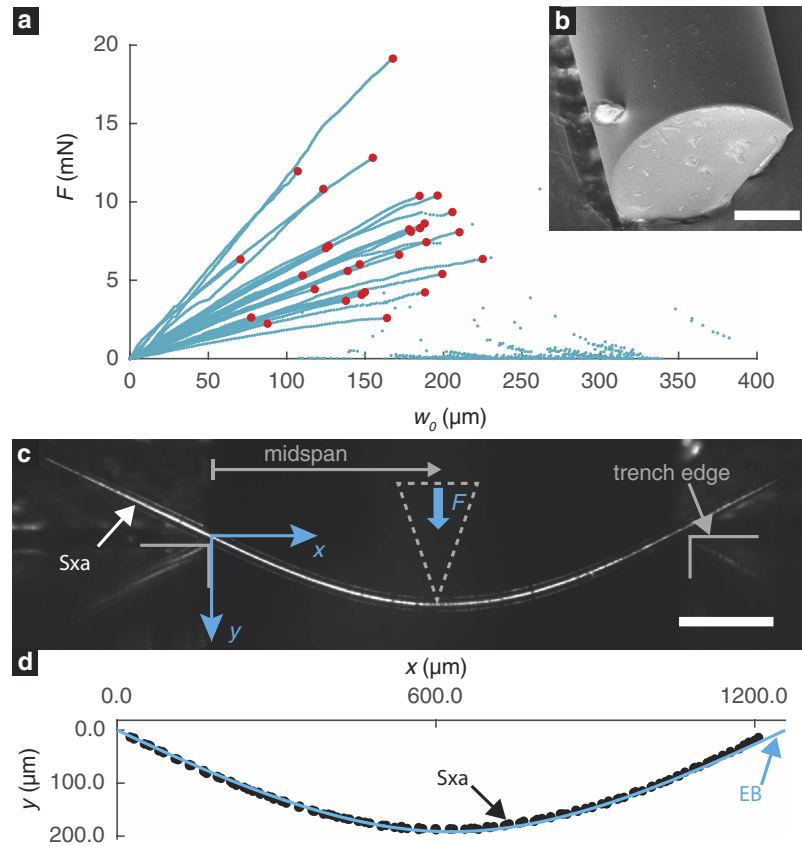 a
20
15
10
5
0
F (mN)
0 50 100 150 200 250 300 350 400
w₀ (µm)
b
c
midspan
F
trench edge
Sxa
x
y
d
x (µm)
0.0 600.0 1200.0
0.0
100.0
200.0
y (µm)
Sxa
EB